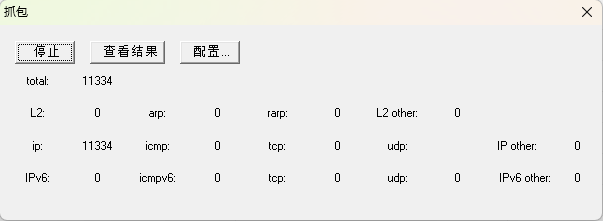 抓包
停止 查看结果 配置...
total: 11334
L2: 0 arp: 0 rarp: 0 L2 other: 0
ip: 11334 icmp: 0 tcp: 0 udp: 0 IP other: 0
IPv6: 0 icmpv6: 0 tcp: 0 udp: 0 IPv6 other: 0